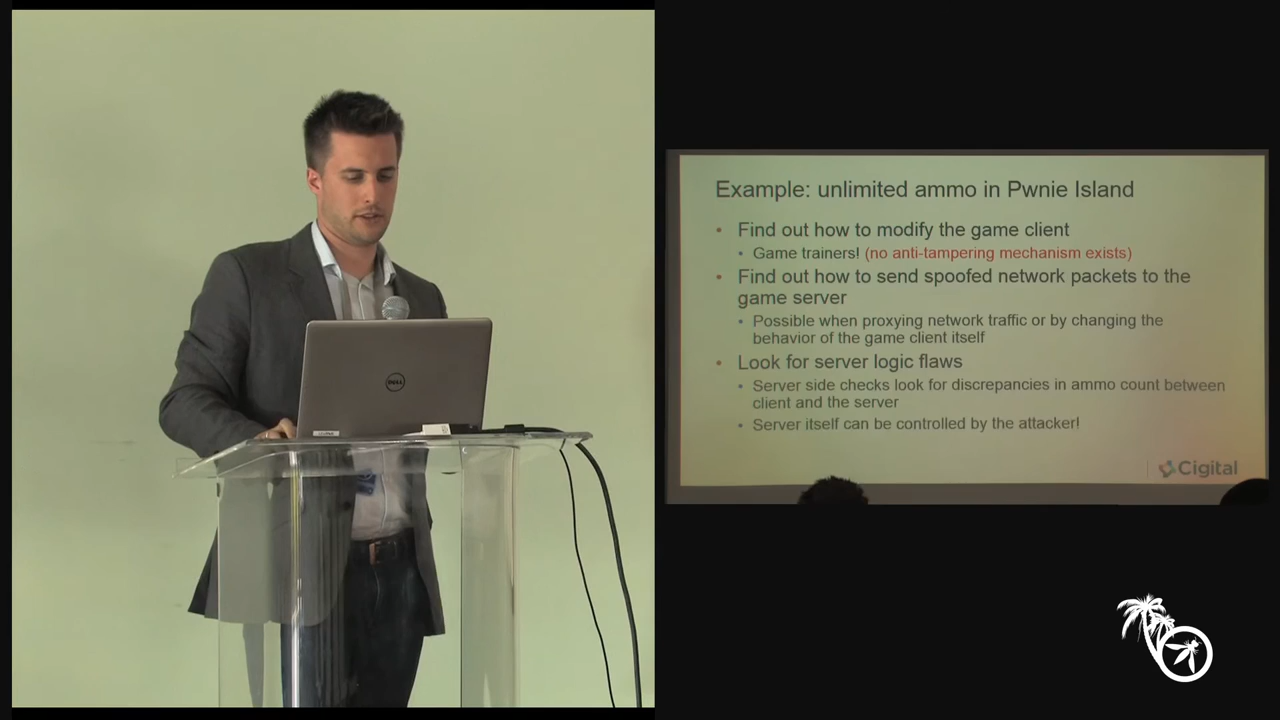 Example: unlimited ammo in Pwnie Island
• Find out how to modify the game client
• Game trainers! (no anti-tampering mechanism exists)
• Find out how to send spoofed network packets to the
game server
• Possible when proxying network traffic or by changing the
behavior of the game client itself
• Look for server logic flaws
• Server side checks look for discrepancies in ammo count between
client and the server
• Server itself can be controlled by the attacker!
Cigital
DELL